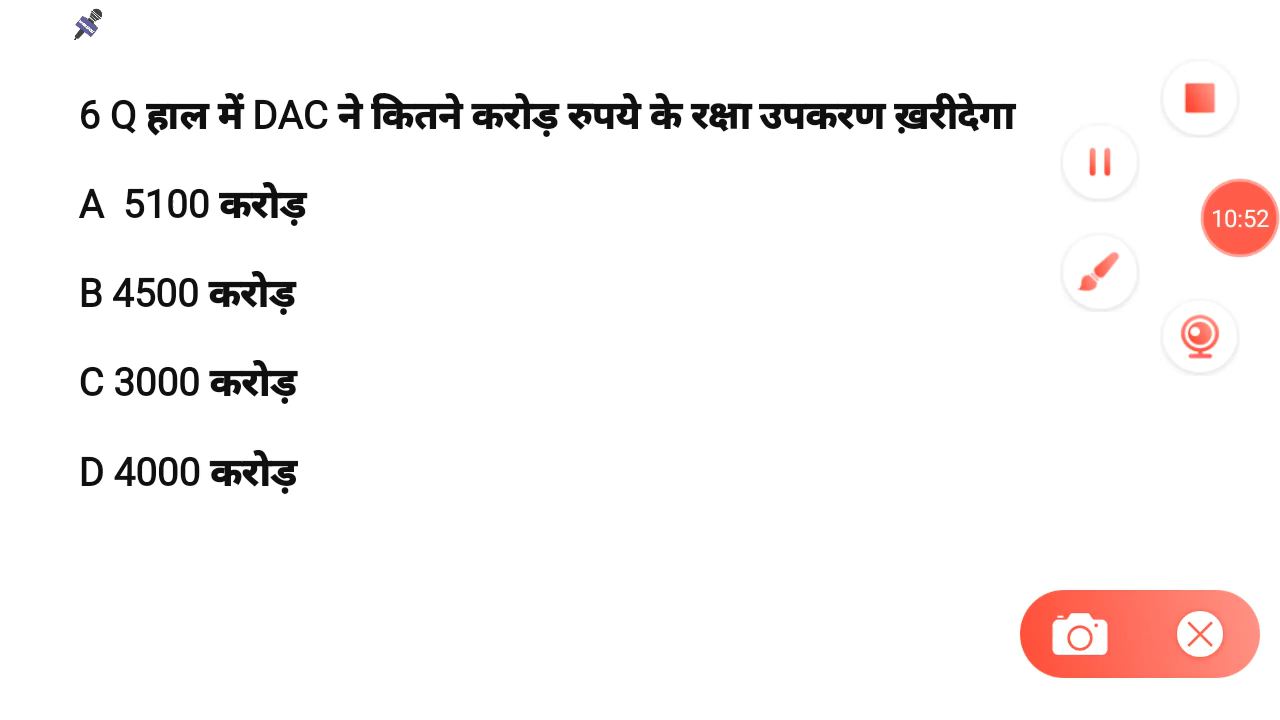 6 Q हाल में DAC ने कितने करोड़ रुपये के रक्षा उपकरण ख़रीदेगा
A 5100 करोड़
10:52
B 4500 करोड़
C 3000 करोड़
D 4000 करोड़